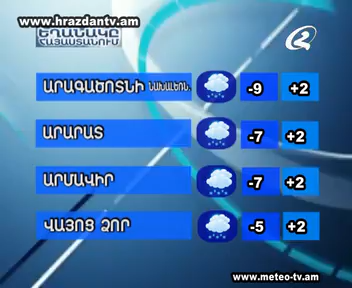 www.hrazdantv.am
ԵՂԱՆԱԿԸ
ՀԱՅԱՍՏԱՆՈՒՄ
ԱՐԱԳԱԾՈՏՆԻ ՆԱԽԱԼԵՌՆ. -9 +2
ԱՐԱՐԱՏ -7 +2
ԱՐՄԱՎԻՐ -7 +2
ՎԱՅՈՑ ՁՈՐ -5 +2
www.meteo-tv.am